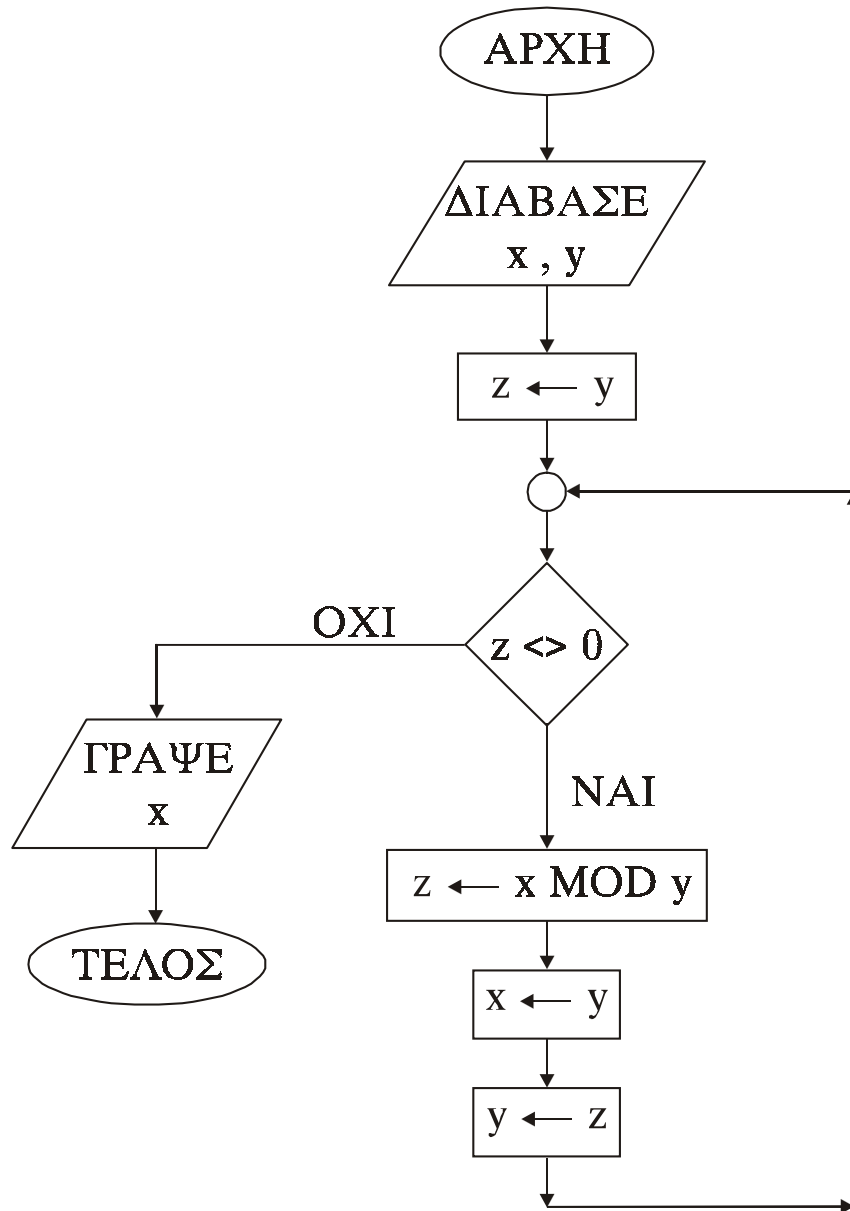 ΑΡΧΗ
ΔΙΑΒΑΣΕ
x , y
z ← y
z <> 0
ΟΧΙ
ΓΡΑΨΕ
x
ΤΕΛΟΣ
ΝΑΙ
z ← x MOD y
x ← y
y ← z